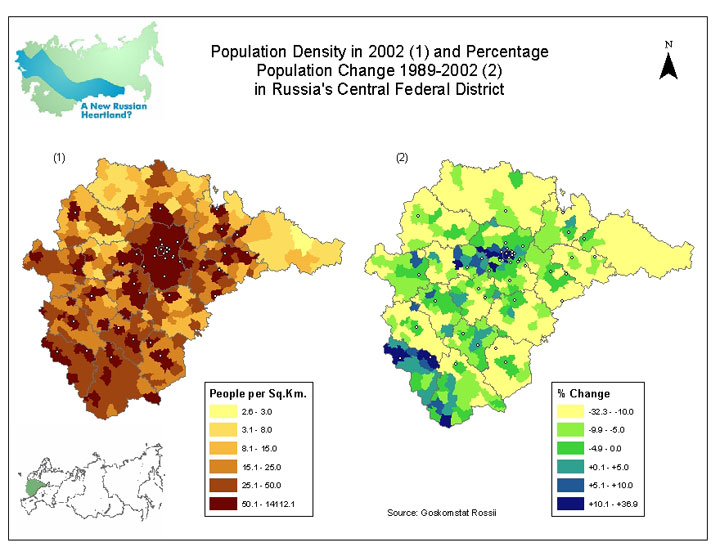 Population Density in 2002 (1) and Percentage
Population Change 1989-2002 (2)
in Russia's Central Federal District
N
A New Russian
Heartland?
(1)
(2)
People per Sq.Km.
2.6 - 3.0
3.1 - 8.0
8.1 - 15.0
15.1 - 25.0
25.1 - 50.0
50.1 - 14112.1
% Change
-32.3 - -10.0
-9.9 - -5.0
-4.9 - 0.0
+0.1 - +5.0
+5.1 - +10.0
+10.1 - +36.9
Source: Goskomstat Rossii